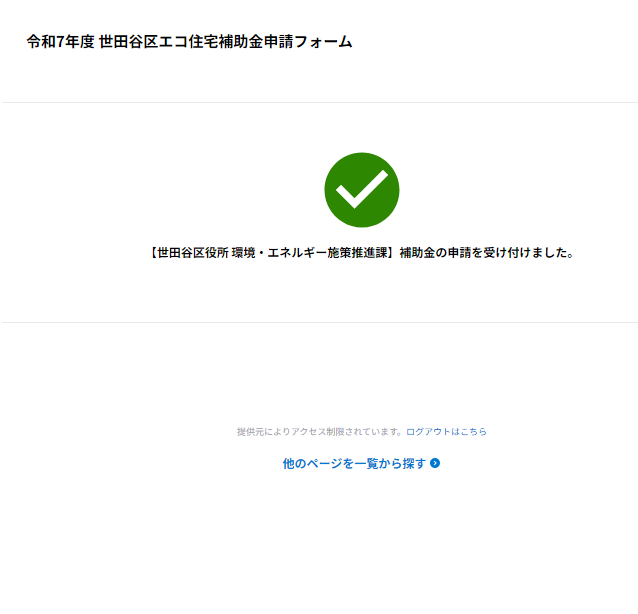 令和7年度 世田谷区エコ住宅補助金申請フォーム
【世田谷区役所 環境・エネルギー施策推進課】補助金の申請を受け付けました。
提供元によりアクセス制限されています。ログアウトはこちら
他のページを一覧から探す